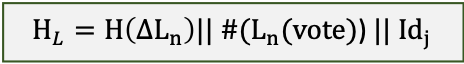 H_L = H(ΔL_n)|| #(L_n(vote)) || Id_j